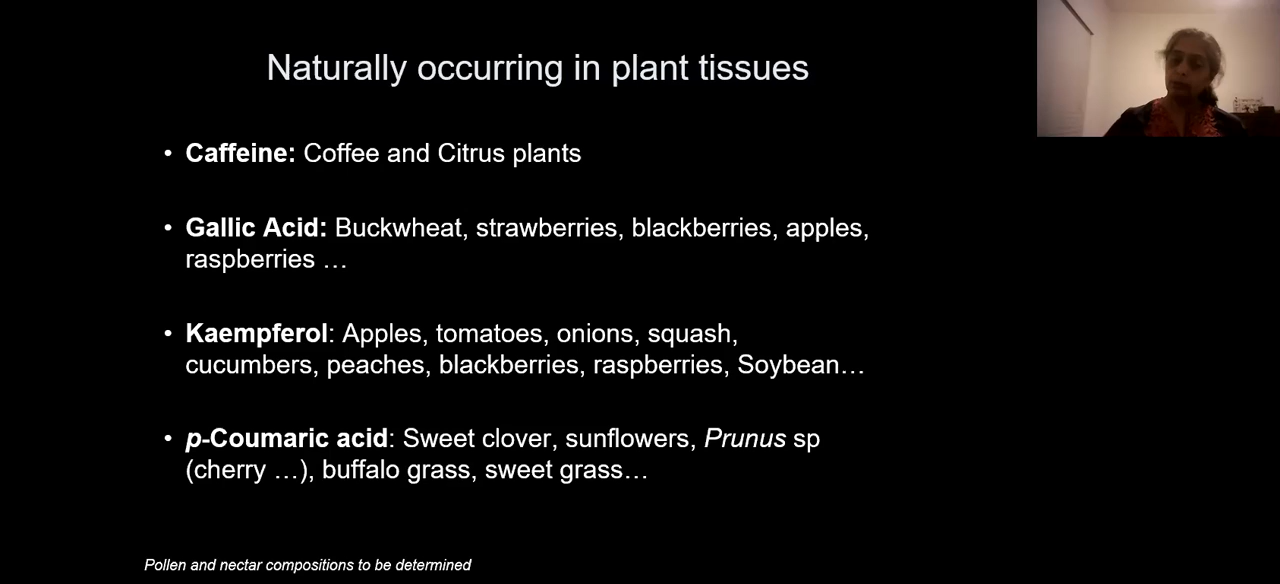 Naturally occurring in plant tissues
• Caffeine: Coffee and Citrus plants
• Gallic Acid: Buckwheat, strawberries, blackberries, apples,
raspberries …
• Kaempferol: Apples, tomatoes, onions, squash,
cucumbers, peaches, blackberries, raspberries, Soybean…
• p-Coumaric acid: Sweet clover, sunflowers, Prunus sp
(cherry …), buffalo grass, sweet grass…
Pollen and nectar compositions to be determined